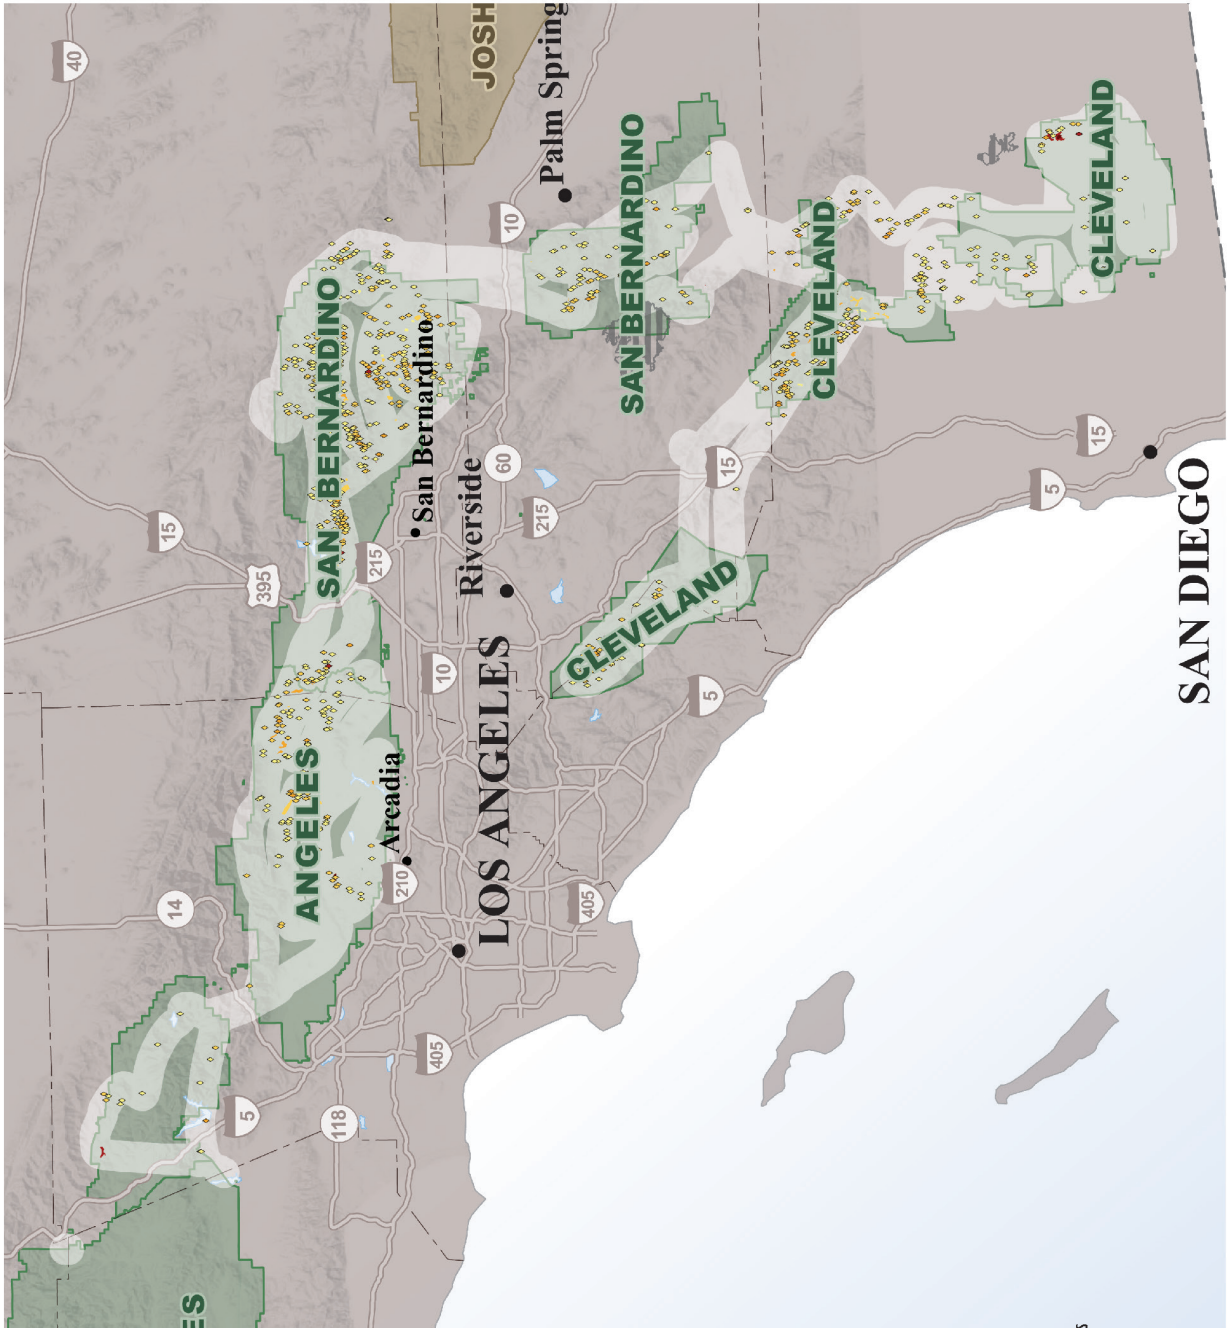 40
JOSH
Palm Spring
10
SAN BERNARDINO
CLEVELAND
SAN BERNARDINO
CLEVELAND
San Bernardino
15
Riverside
60
215
15
15
5
SAN DIEGO
395
215
CLEVELAND
10
5
LOS ANGELES
ANGELES
Arcadia
14
210
405
405
5
118
ES
s